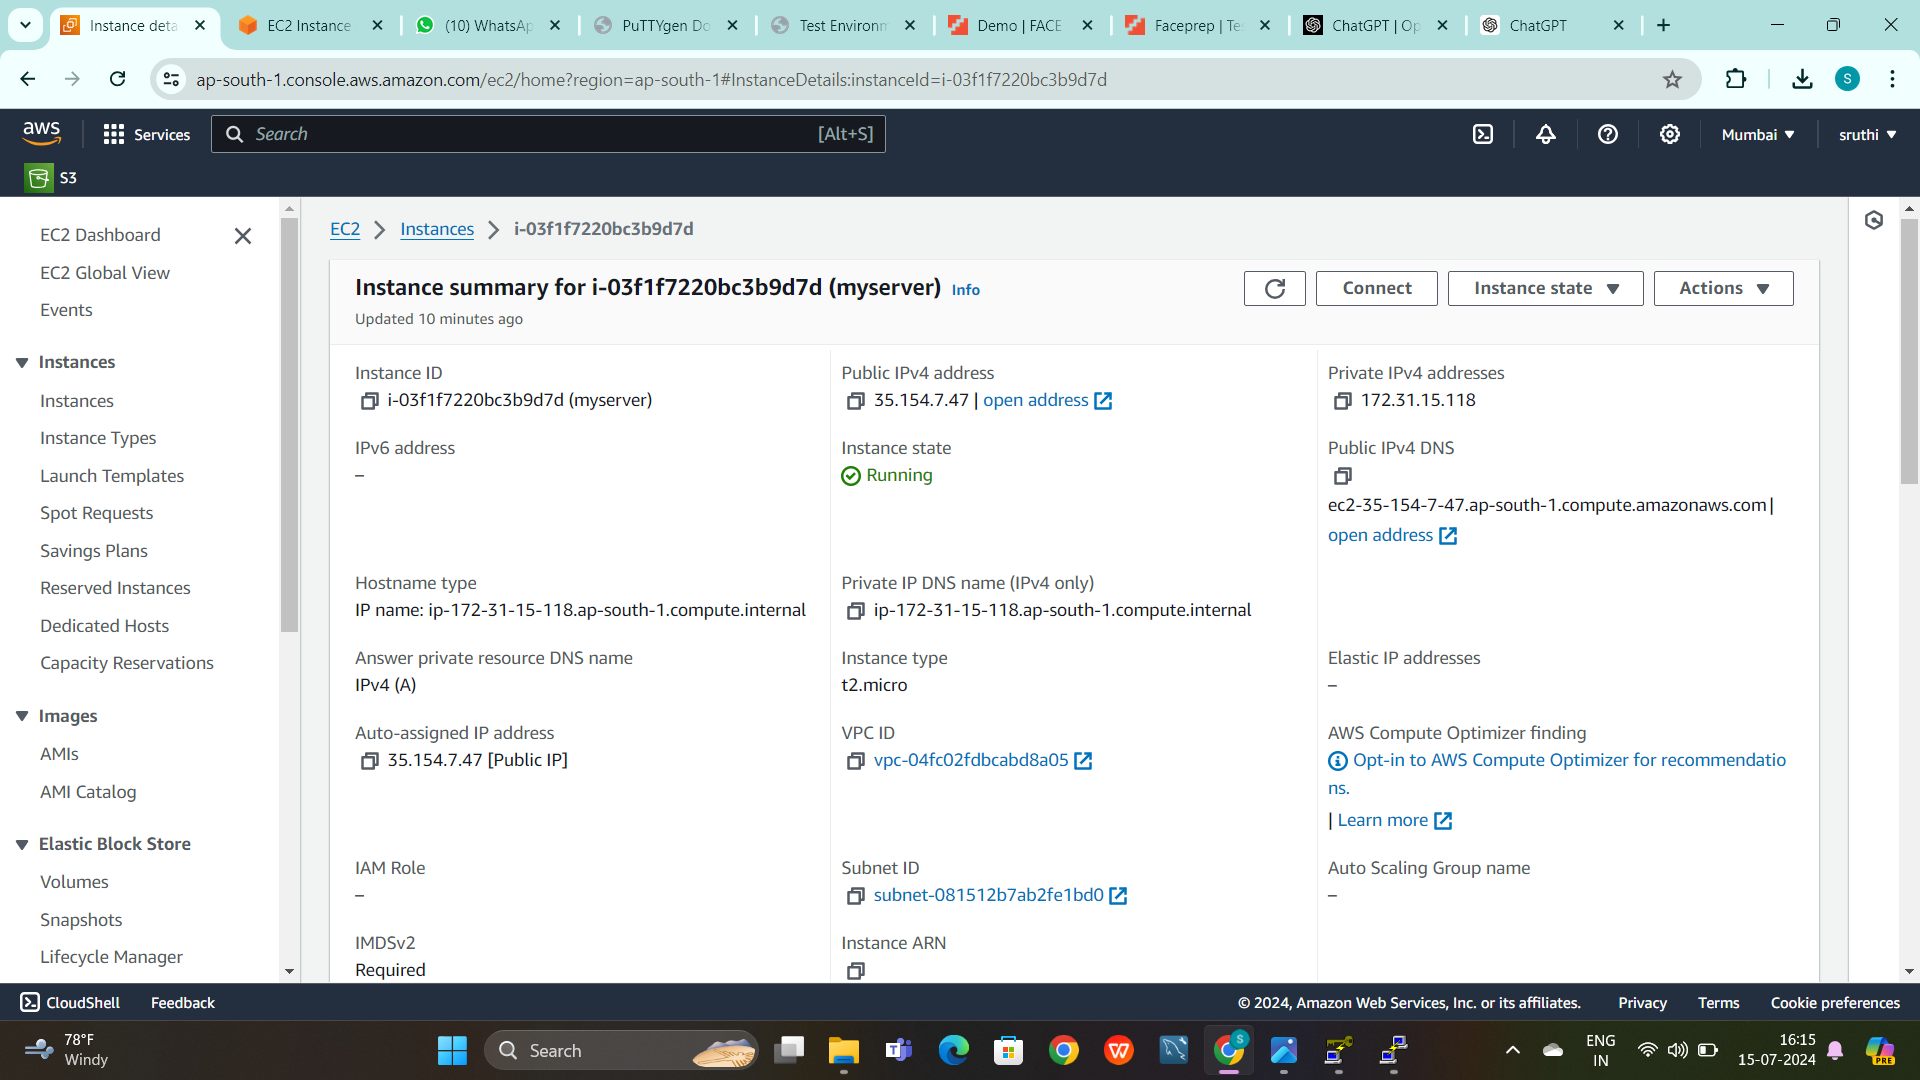 Instance deta
EC2 Instance
(10) WhatsAp
PuTTYgen Do
Test Environm
Demo | FACE
Faceprep | Te
ChatGPT | Op
ChatGPT
ap-south-1.console.aws.amazon.com/ec2/home?region=ap-south-1#InstanceDetails:instanceId=i-03f1f7220bc3b9d7d
S
aws
Services
Search
[Alt+S]
Mumbai
sruthi
S3
EC2 Dashboard
EC2 Global View
Events
Instances
Instances
Instance Types
Launch Templates
Spot Requests
Savings Plans
Reserved Instances
Dedicated Hosts
Capacity Reservations
Images
AMIs
AMI Catalog
Elastic Block Store
Volumes
Snapshots
Lifecycle Manager
EC2 > Instances > i-03f1f7220bc3b9d7d
Instance summary for i-03f1f7220bc3b9d7d (myserver) Info
Updated 10 minutes ago
Connect
Instance state
Actions
Instance ID
i-03f1f7220bc3b9d7d (myserver)
Public IPv4 address
35.154.7.47 | open address
Private IPv4 addresses
172.31.15.118
IPv6 address
–
Instance state
Running
Public IPv4 DNS
ec2-35-154-7-47.ap-south-1.compute.amazonaws.com |
open address
Hostname type
IP name: ip-172-31-15-118.ap-south-1.compute.internal
Private IP DNS name (IPv4 only)
ip-172-31-15-118.ap-south-1.compute.internal
Answer private resource DNS name
IPv4 (A)
Instance type
t2.micro
Elastic IP addresses
–
Auto-assigned IP address
35.154.7.47 [Public IP]
VPC ID
vpc-04fc02fdbcabd8a05
AWS Compute Optimizer finding
Opt-in to AWS Compute Optimizer for recommendatio
ns.
| Learn more
IAM Role
–
Subnet ID
subnet-081512b7ab2fe1bd0
Auto Scaling Group name
–
IMDSv2
Required
Instance ARN
CloudShell
Feedback
© 2024, Amazon Web Services, Inc. or its affiliates.
Privacy
Terms
Cookie preferences
78°F
Windy
Search
S
ENG
IN
16:15
15-07-2024
PRE